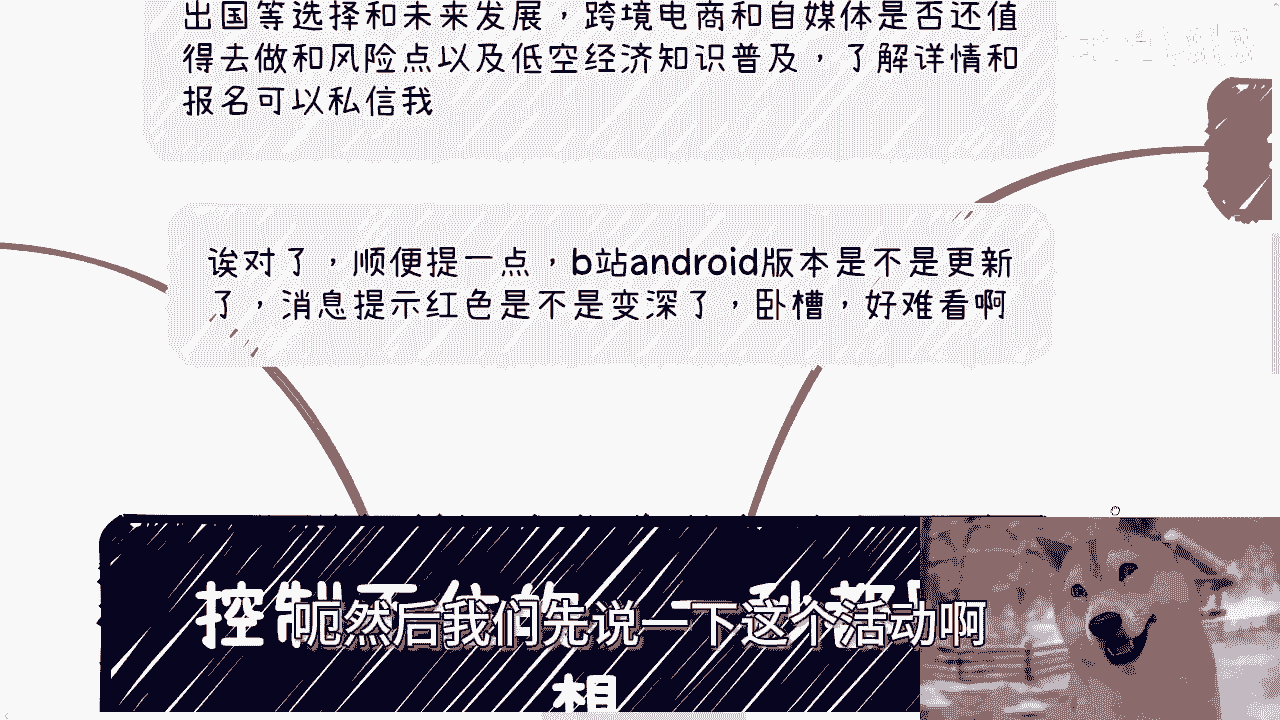 出国等选择和未来发展，跨境电商和自媒体是否还值
得去做和风险点以及低空经济知识普及，了解详情和
报名可以私信我
诶对了，顺便提一点，b站android版本是不是更新
了，消息提示红色是不是变深了，卧槽，好难看啊
呃然后我们先说一下这个活动啊
相